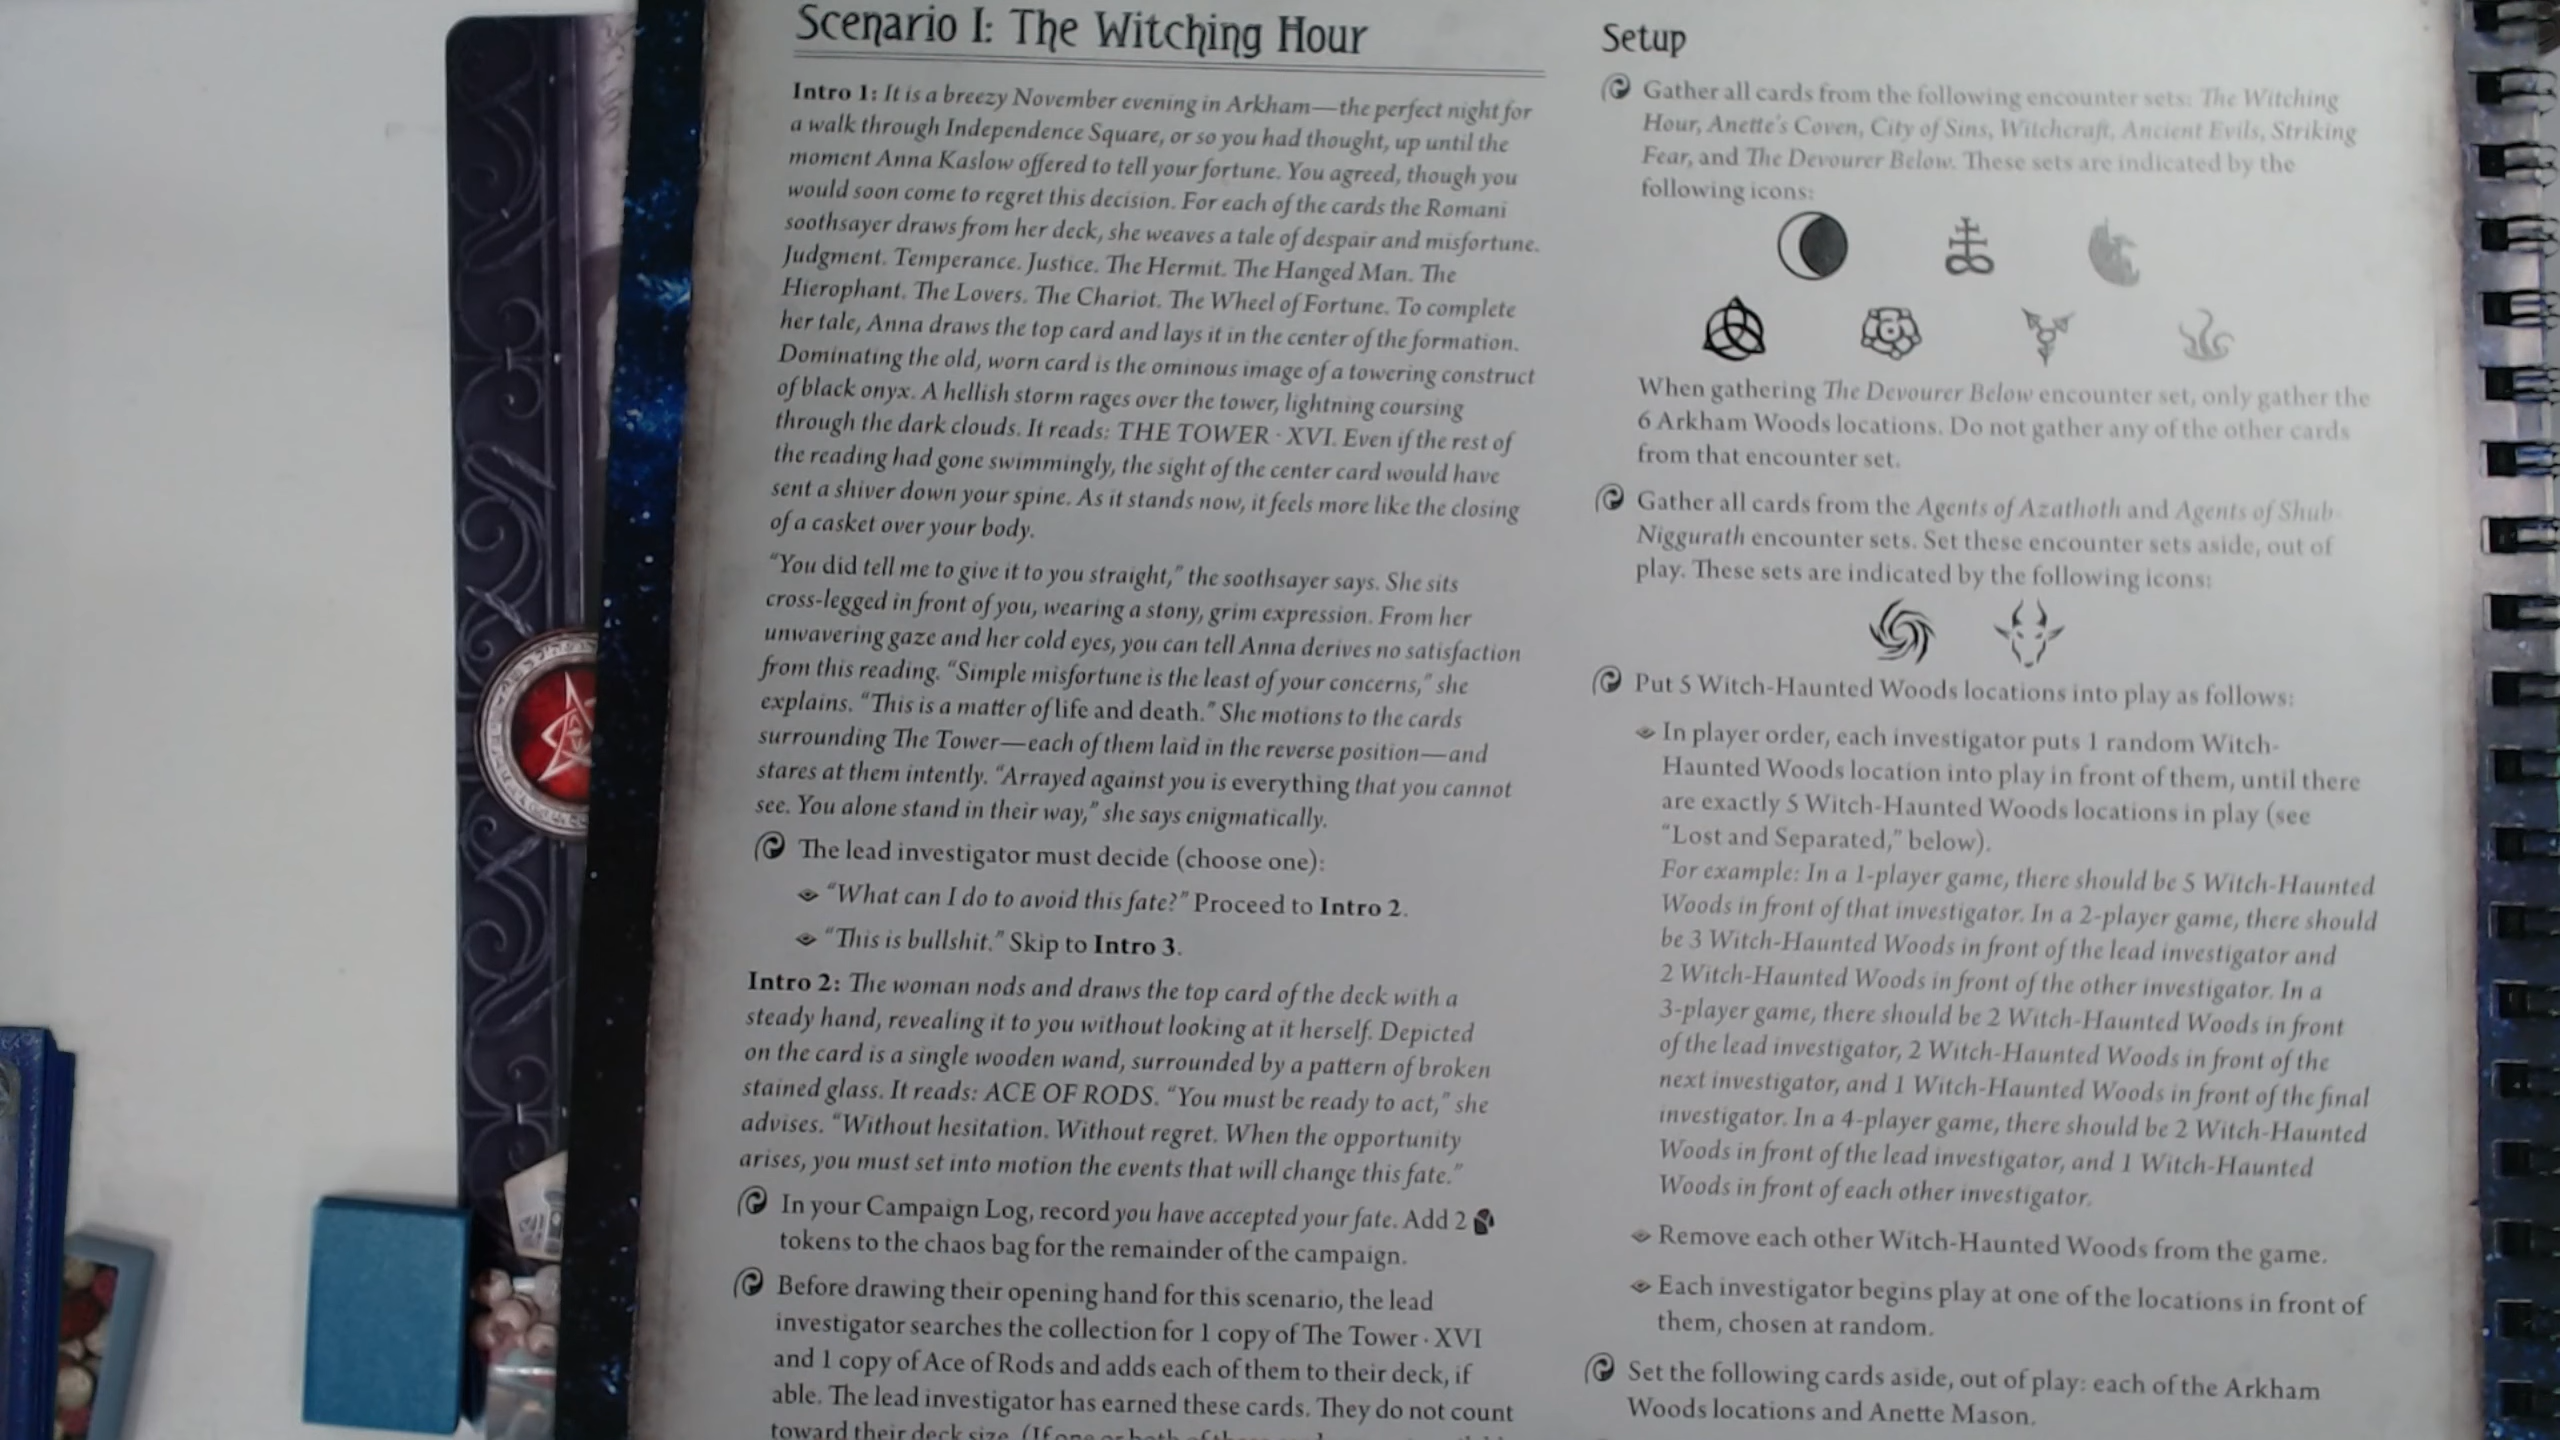 Scenario I: The Witching Hour
Intro 1: It is a breezy November evening in Arkham—the perfect night for
a walk through Independence Square, or so you had thought, up until the
moment Anna Kaslow offered to tell your fortune. You agreed, though you
would soon come to regret this decision. For each of the cards the Romani
soothsayer draws from her deck, she weaves a tale of despair and misfortune.
Judgment. Temperance. Justice. The Hermit. The Hanged Man. The
Hierophant. The Lovers. The Chariot. The Wheel of Fortune. To complete
her tale, Anna draws the top card and lays it in the center of the formation.
Dominating the old, worn card is the ominous image of a towering construct
of black onyx. A hellish storm rages over the tower, lightning coursing
through the dark clouds. It reads: THE TOWER · XVI. Even if the rest of
the reading had gone swimmingly, the sight of the center card would have
sent a shiver down your spine. As it stands now, it feels more like the closing
of a casket over your body.
“You did tell me to give it to you straight,” the soothsayer says. She sits
cross-legged in front of you, wearing a stony, grim expression. From her
unwavering gaze and her cold eyes, you can tell Anna derives no satisfaction
from this reading. “Simple misfortune is the least of your concerns,” she
explains. “This is a matter of life and death.” She motions to the cards
surrounding The Tower—each of them laid in the reverse position—and
stares at them intently. “Arrayed against you is everything that you cannot
see. You alone stand in their way,” she says enigmatically.
The lead investigator must decide (choose one):
“What can I do to avoid this fate?” Proceed to Intro 2.
“This is bullshit.” Skip to Intro 3.
Intro 2: The woman nods and draws the top card of the deck with a
steady hand, revealing it to you without looking at it herself. Depicted
on the card is a single wooden wand, surrounded by a pattern of broken
stained glass. It reads: ACE OF RODS. “You must be ready to act,” she
advises. “Without hesitation. Without regret. When the opportunity
arises, you must set into motion the events that will change this fate.”
In your Campaign Log, record you have accepted your fate. Add 2
tokens to the chaos bag for the remainder of the campaign.
Before drawing their opening hand for this scenario, the lead
investigator searches the collection for 1 copy of The Tower · XVI
and 1 copy of Ace of Rods and adds each of them to their deck, if
able. The lead investigator has earned these cards. They do not count
toward their deck size. (If one or both of these
Setup
Gather all cards from the following encounter sets: The Witching
Hour, Anette’s Coven, City of Sins, Witchcraft, Ancient Evils, Striking
Fear, and The Devourer Below. These sets are indicated by the
following icons:
When gathering The Devourer Below encounter set, only gather the
6 Arkham Woods locations. Do not gather any of the other cards
from that encounter set.
Gather all cards from the Agents of Azathoth and Agents of Shub-
Niggurath encounter sets. Set these encounter sets aside, out of
play. These sets are indicated by the following icons:
Put 5 Witch-Haunted Woods locations into play as follows:
In player order, each investigator puts 1 random Witch-
Haunted Woods location into play in front of them, until there
are exactly 5 Witch-Haunted Woods locations in play (see
“Lost and Separated,” below).
For example: In a 1-player game, there should be 5 Witch-Haunted
Woods in front of that investigator. In a 2-player game, there should
be 3 Witch-Haunted Woods in front of the lead investigator and
2 Witch-Haunted Woods in front of the other investigator. In a
3-player game, there should be 2 Witch-Haunted Woods in front
of the lead investigator, 2 Witch-Haunted Woods in front of the
next investigator, and 1 Witch-Haunted Woods in front of the final
investigator. In a 4-player game, there should be 2 Witch-Haunted
Woods in front of the lead investigator, and 1 Witch-Haunted
Woods in front of each other investigator.
Remove each other Witch-Haunted Woods from the game.
Each investigator begins play at one of the locations in front of
them, chosen at random.
Set the following cards aside, out of play: each of the Arkham
Woods locations and Anette Mason.